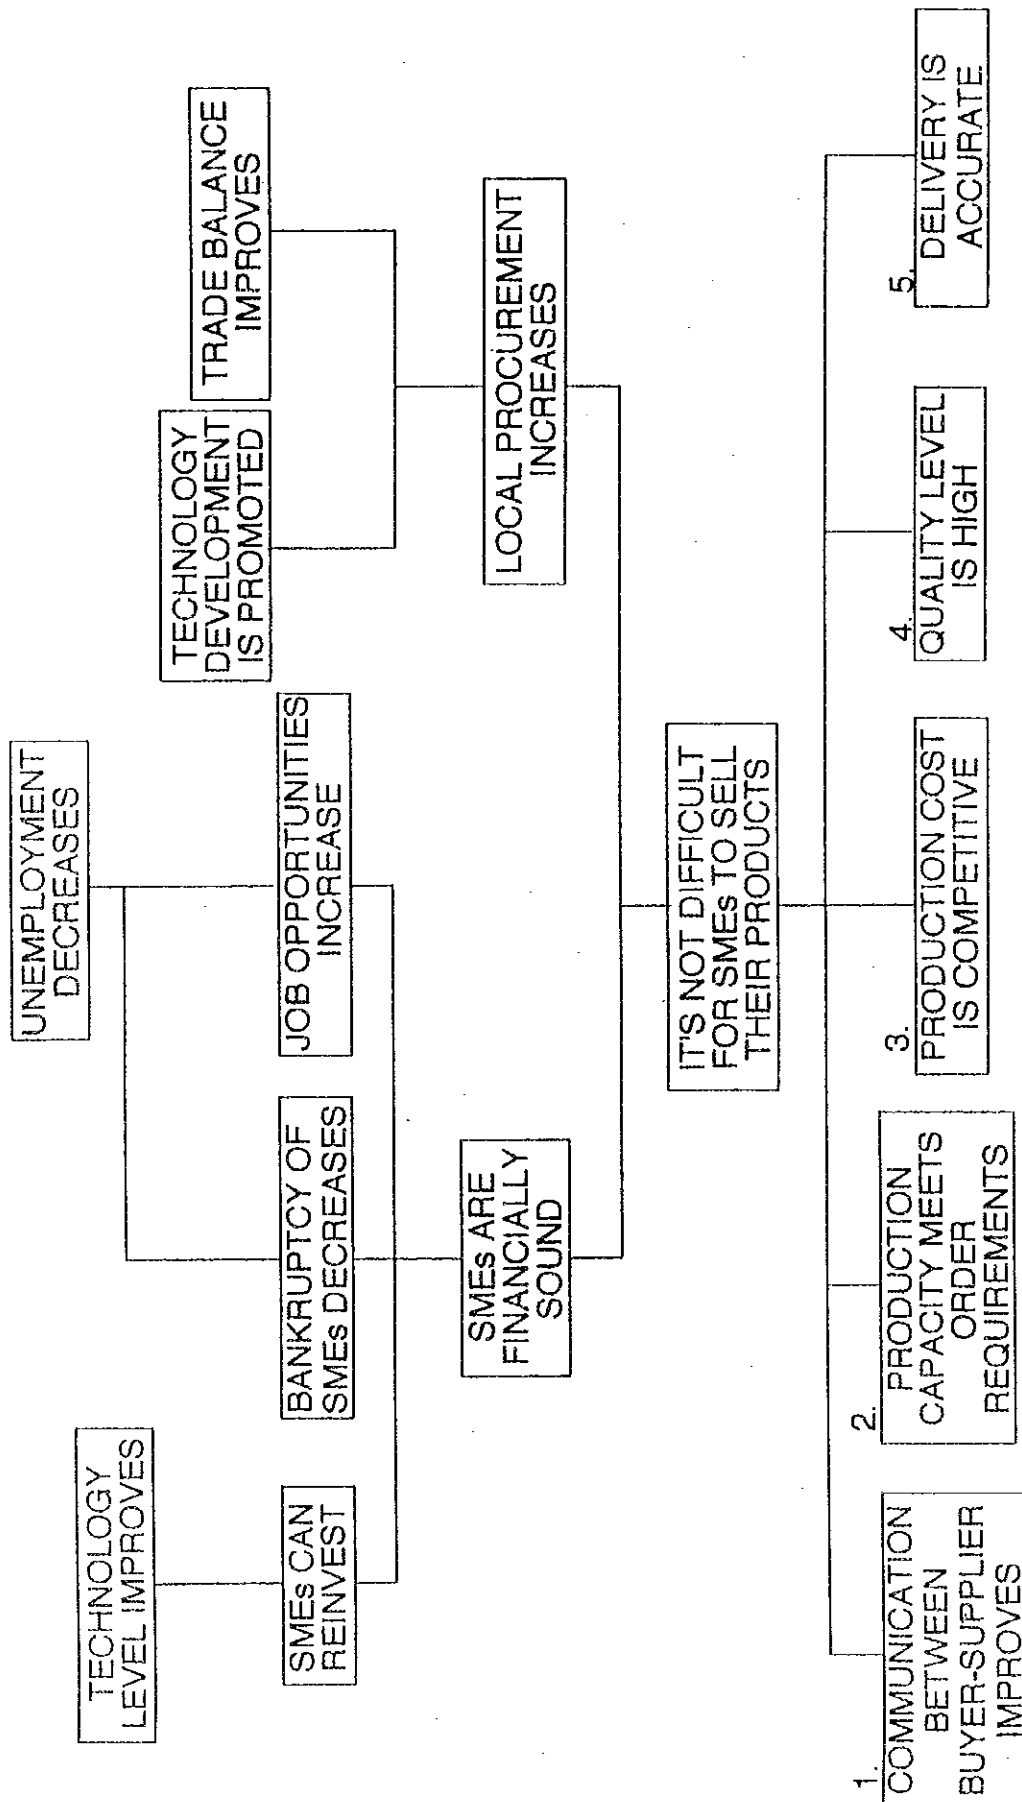 UNEMPLOYMENT
DECREASES
TECHNOLOGY
LEVEL IMPROVES
TECHNOLOGY
DEVELOPMENT
IS PROMOTED
TRADE BALANCE
IMPROVES
SMEs CAN
REINVEST
BANKRUPTCY OF
SMEs DECREASES
JOB OPPORTUNITIES
INCREASE
SMEs ARE
FINANCIALLY
SOUND
LOCAL PROCUREMENT
INCREASES
IT'S NOT DIFFICULT
FOR SMEs TO SELL
THEIR PRODUCTS
1.
COMMUNICATION
BETWEEN
BUYER-SUPPLIER
IMPROVES
2.
PRODUCTION
CAPACITY MEETS
ORDER
REQUIREMENTS
3.
PRODUCTION COST
IS COMPETITIVE
4.
QUALITY LEVEL
IS HIGH
5.
DELIVERY IS
ACCURATE